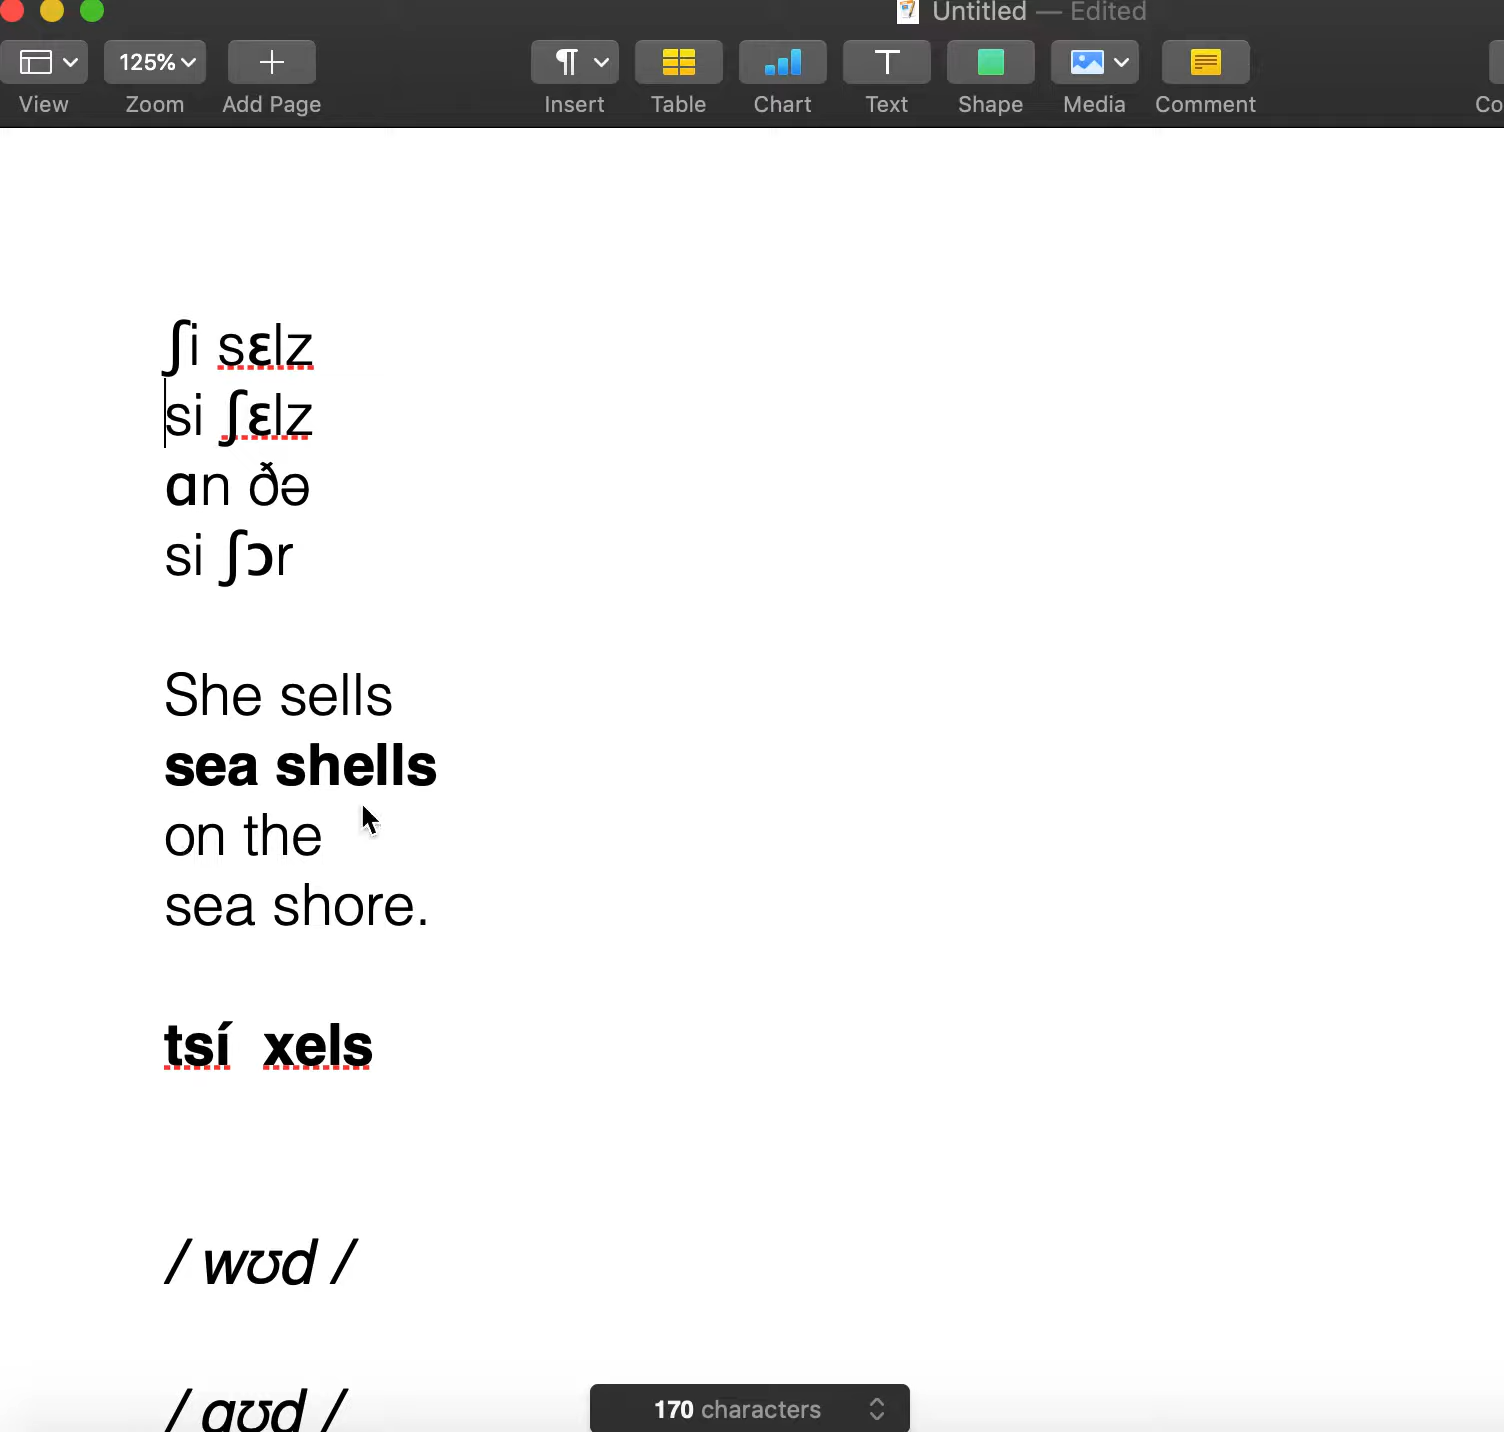 Untitled — Edited
125%
View Zoom Add Page Insert Table Chart Text Shape Media Comment Co
ʃi sɛlz
si ʃɛlz
ɑn ðə
si ʃɔr
She sells
sea shells
on the
sea shore.
tsí xels
/ wʊd /
/ gʊd /
170 characters